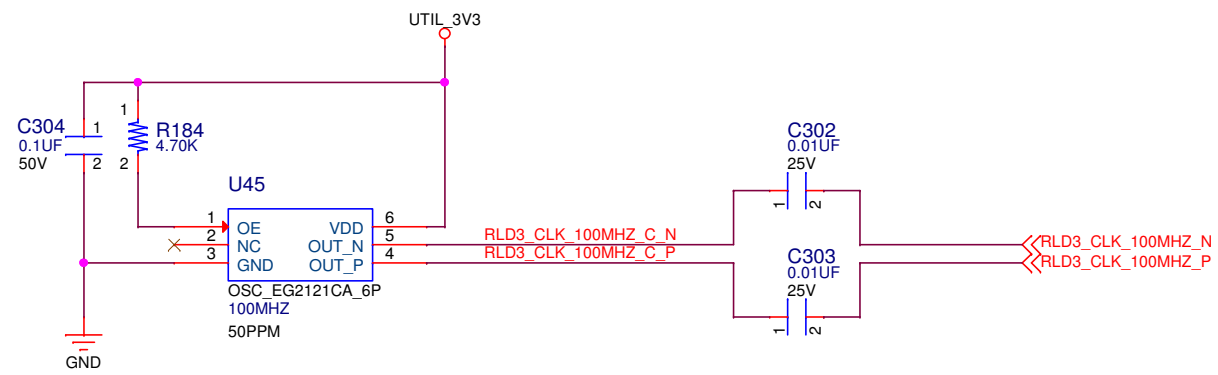 UTIL_3V3
C304
0.1UF
50V
1
2
1
2
R184
4.70K
U45
1
2
3
OE
NC
GND
VDD
OUT_N
OUT_P
6
5
4
OSC_EG2121CA_6P
100MHZ
50PPM
GND
RLD3_CLK_100MHZ_C_N
RLD3_CLK_100MHZ_C_P
C302
0.01UF
25V
1
2
C303
0.01UF
25V
1
2
RLD3_CLK_100MHZ_N
RLD3_CLK_100MHZ_P